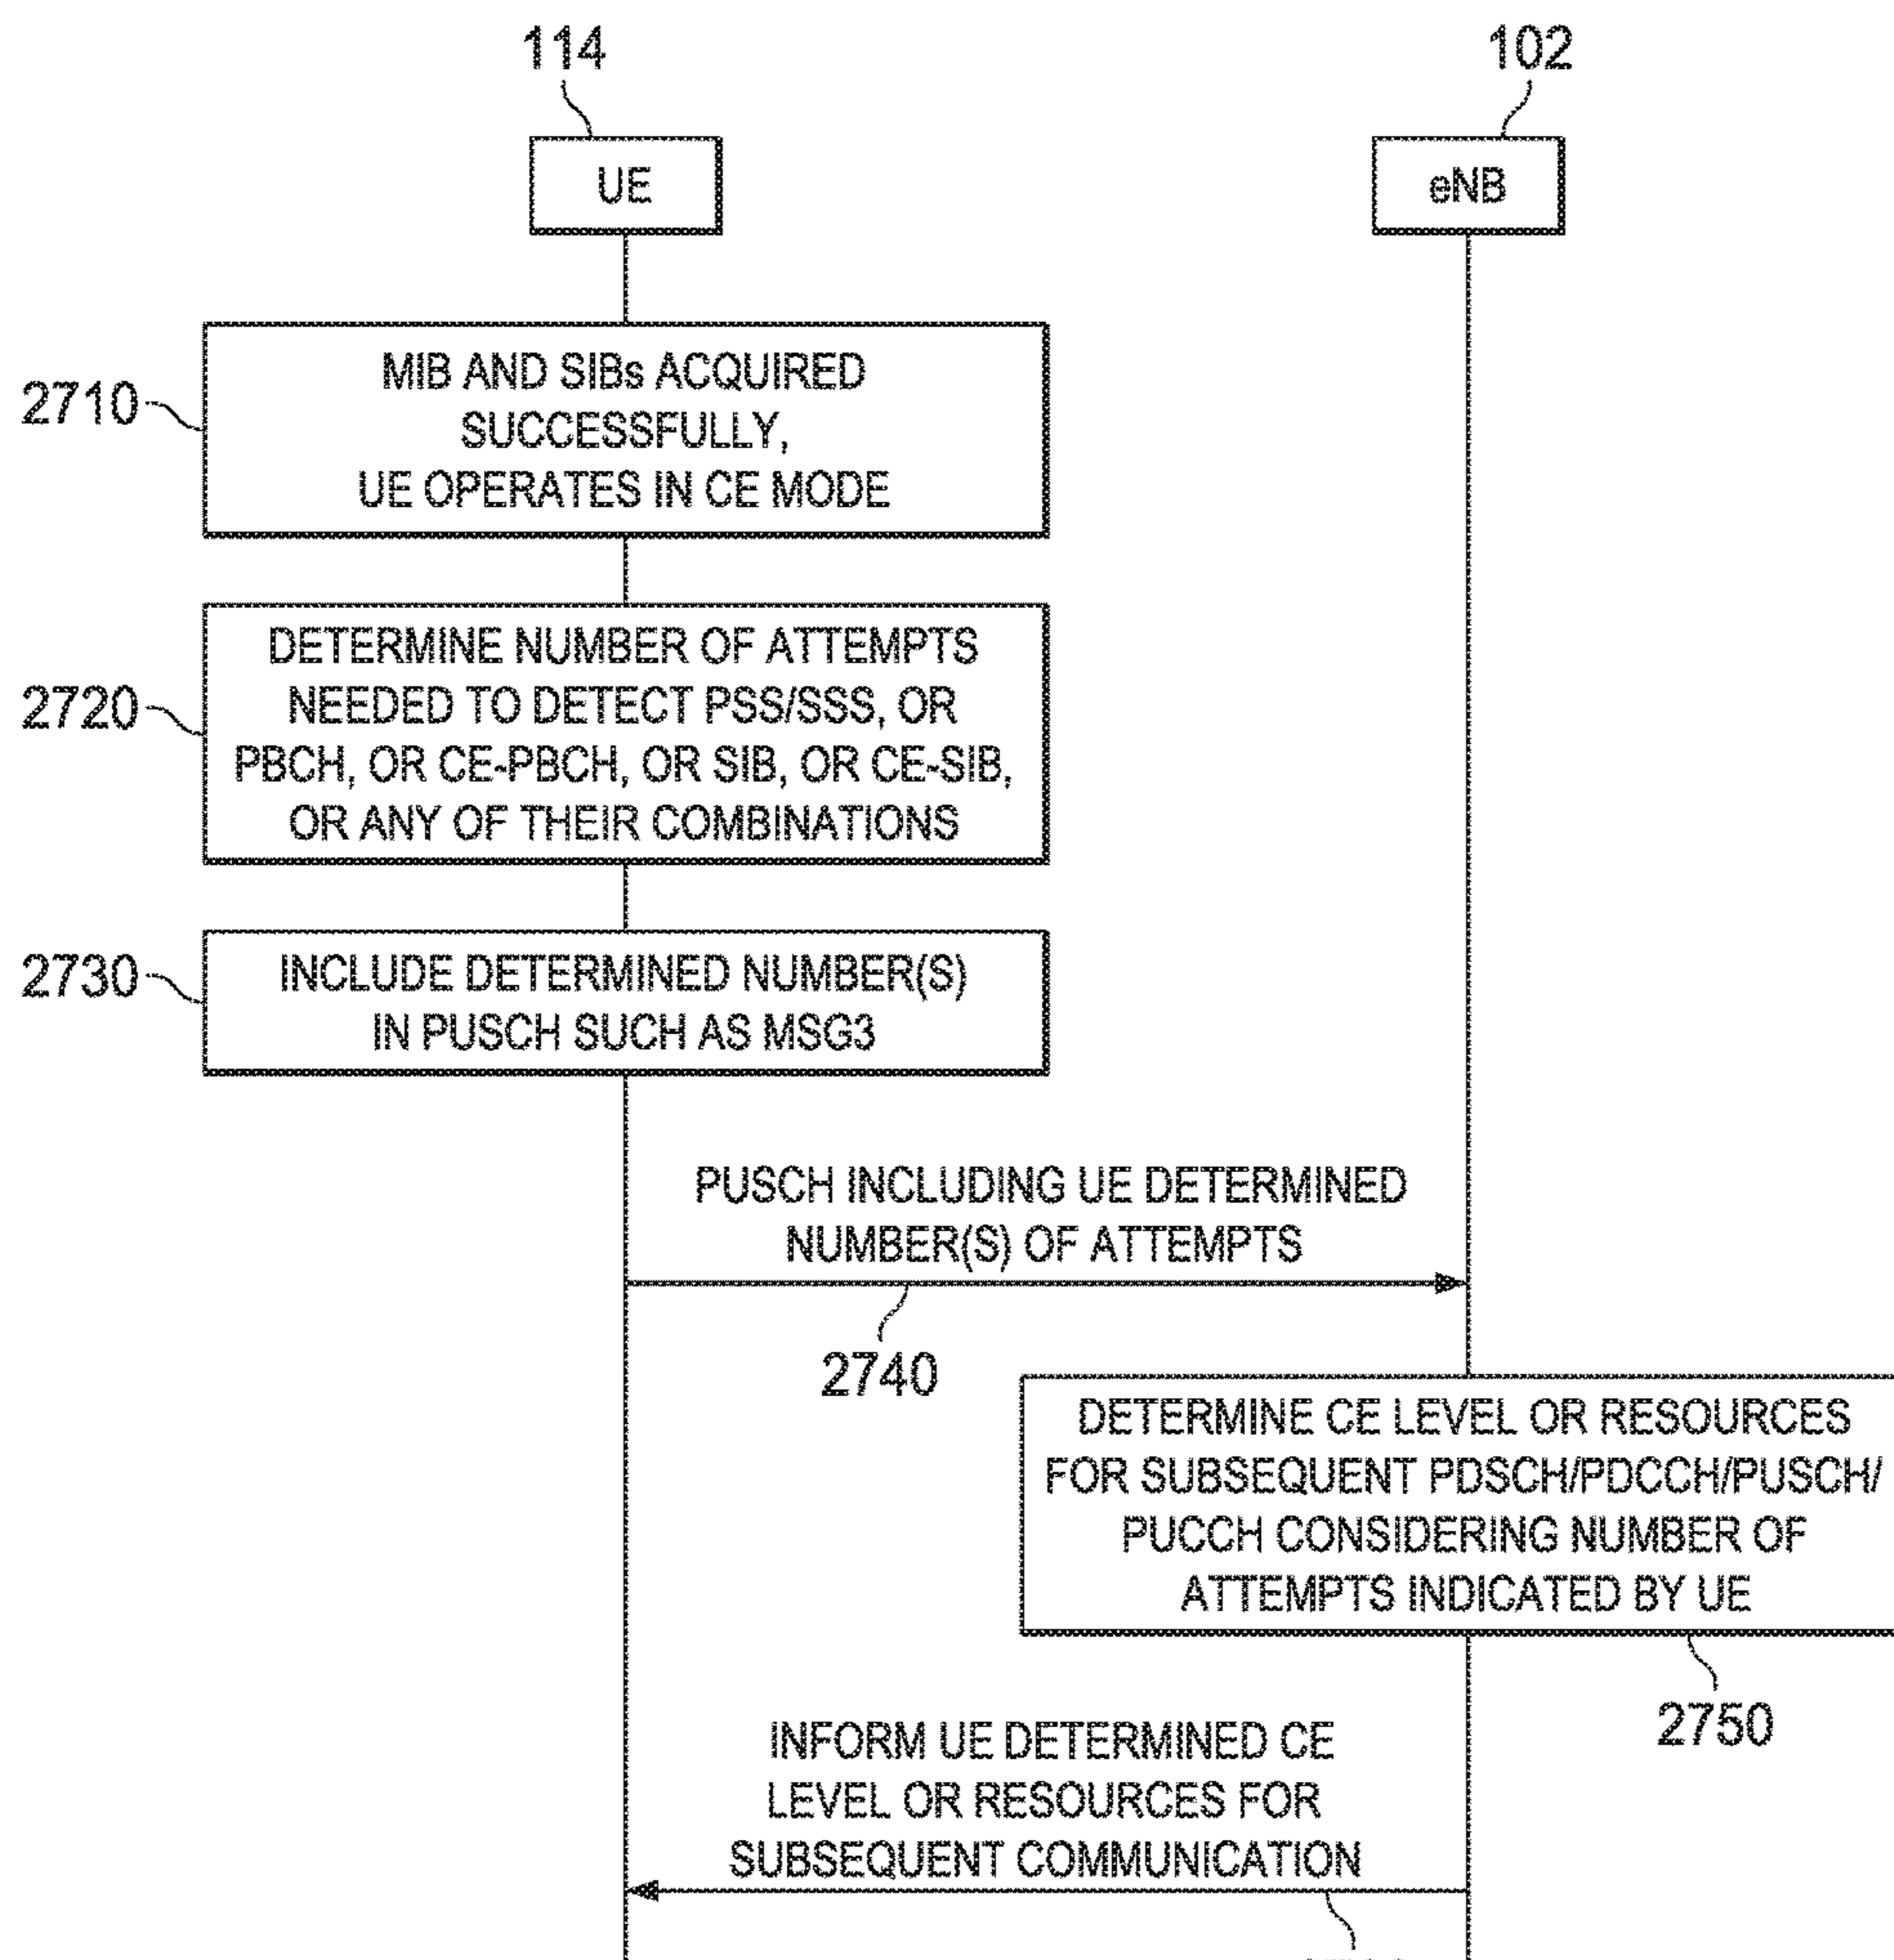 114
102
UE
eNB
2710
MIB AND SIBs ACQUIRED
SUCCESSFULLY,
UE OPERATES IN CE MODE
2720
DETERMINE NUMBER OF ATTEMPTS
NEEDED TO DETECT PSS/SSS, OR
PBCH, OR CE-PBCH, OR SIB, OR CE-SIB,
OR ANY OF THEIR COMBINATIONS
2730
INCLUDE DETERMINED NUMBER(S)
IN PUSCH SUCH AS MSG3
PUSCH INCLUDING UE DETERMINED
NUMBER(S) OF ATTEMPTS
2740
DETERMINE CE LEVEL OR RESOURCES
FOR SUBSEQUENT PDSCH/PDCCH/PUSCH/
PUCCH CONSIDERING NUMBER OF
ATTEMPTS INDICATED BY UE
2750
INFORM UE DETERMINED CE
LEVEL OR RESOURCES FOR
SUBSEQUENT COMMUNICATION